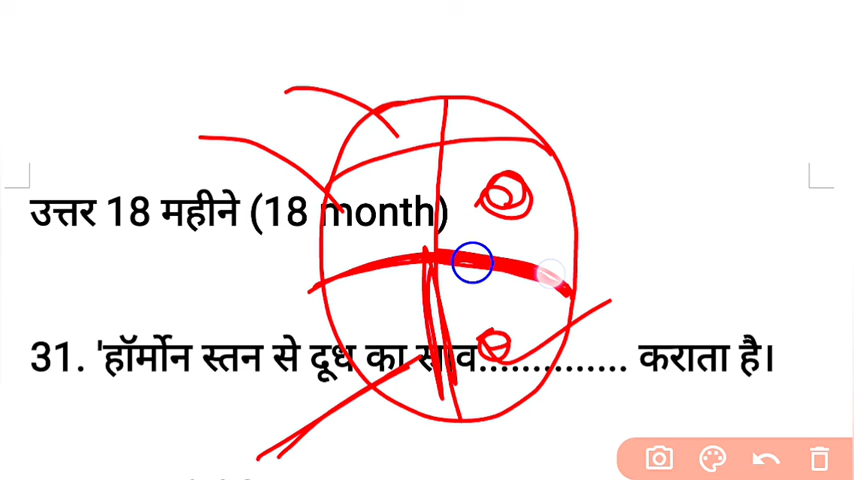 उत्तर 18 महीने (18 month)
31. 'हॉर्मोन स्तन से दूध का स्राव.............. कराता है।